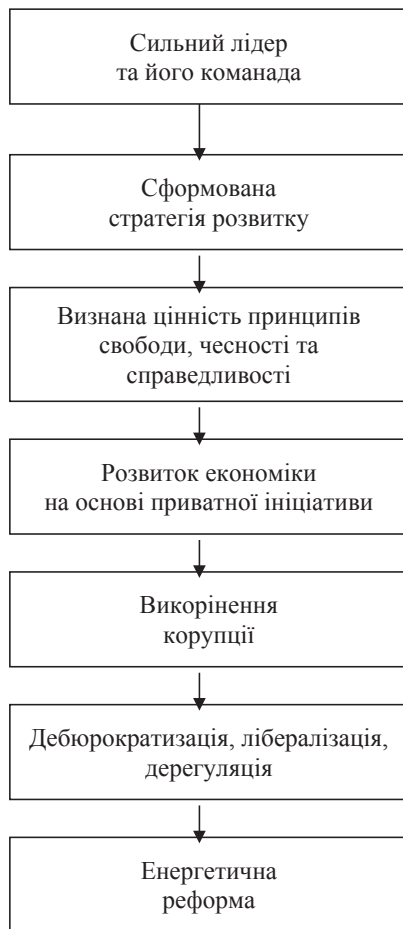 Сильний лідер
та його команада
Сформована
стратегія розвитку
Визнана цінність принципів
свободи, чесності та
справедливості
Розвиток економіки
на основі приватної ініціативи
Викорінення
корупції
Дебюрократизація, лібералізація,
дерегуляція
Енергетична
реформа